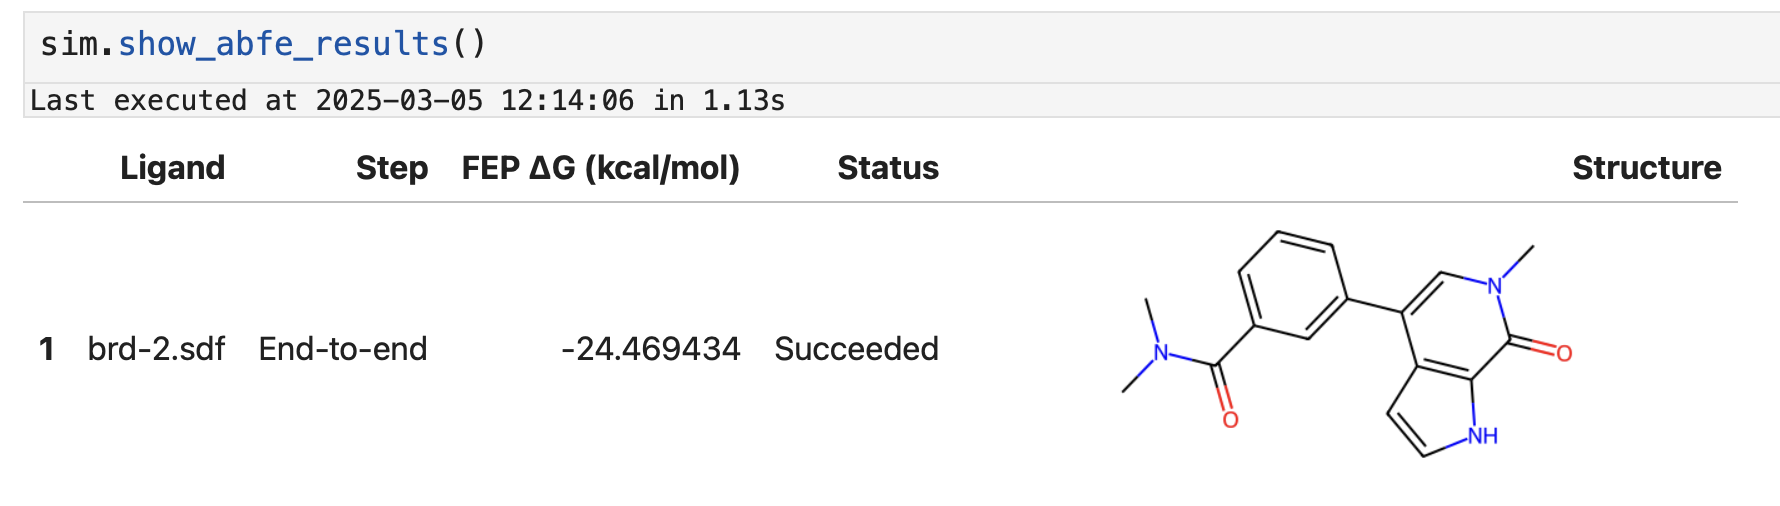 sim.show_abfe_results()
Last executed at 2025-03-05 12:14:06 in 1.13s
Ligand Step FEP ΔG (kcal/mol) Status Structure
1 brd-2.sdf End-to-end -24.469434 Succeeded
N
N
O
O
NH